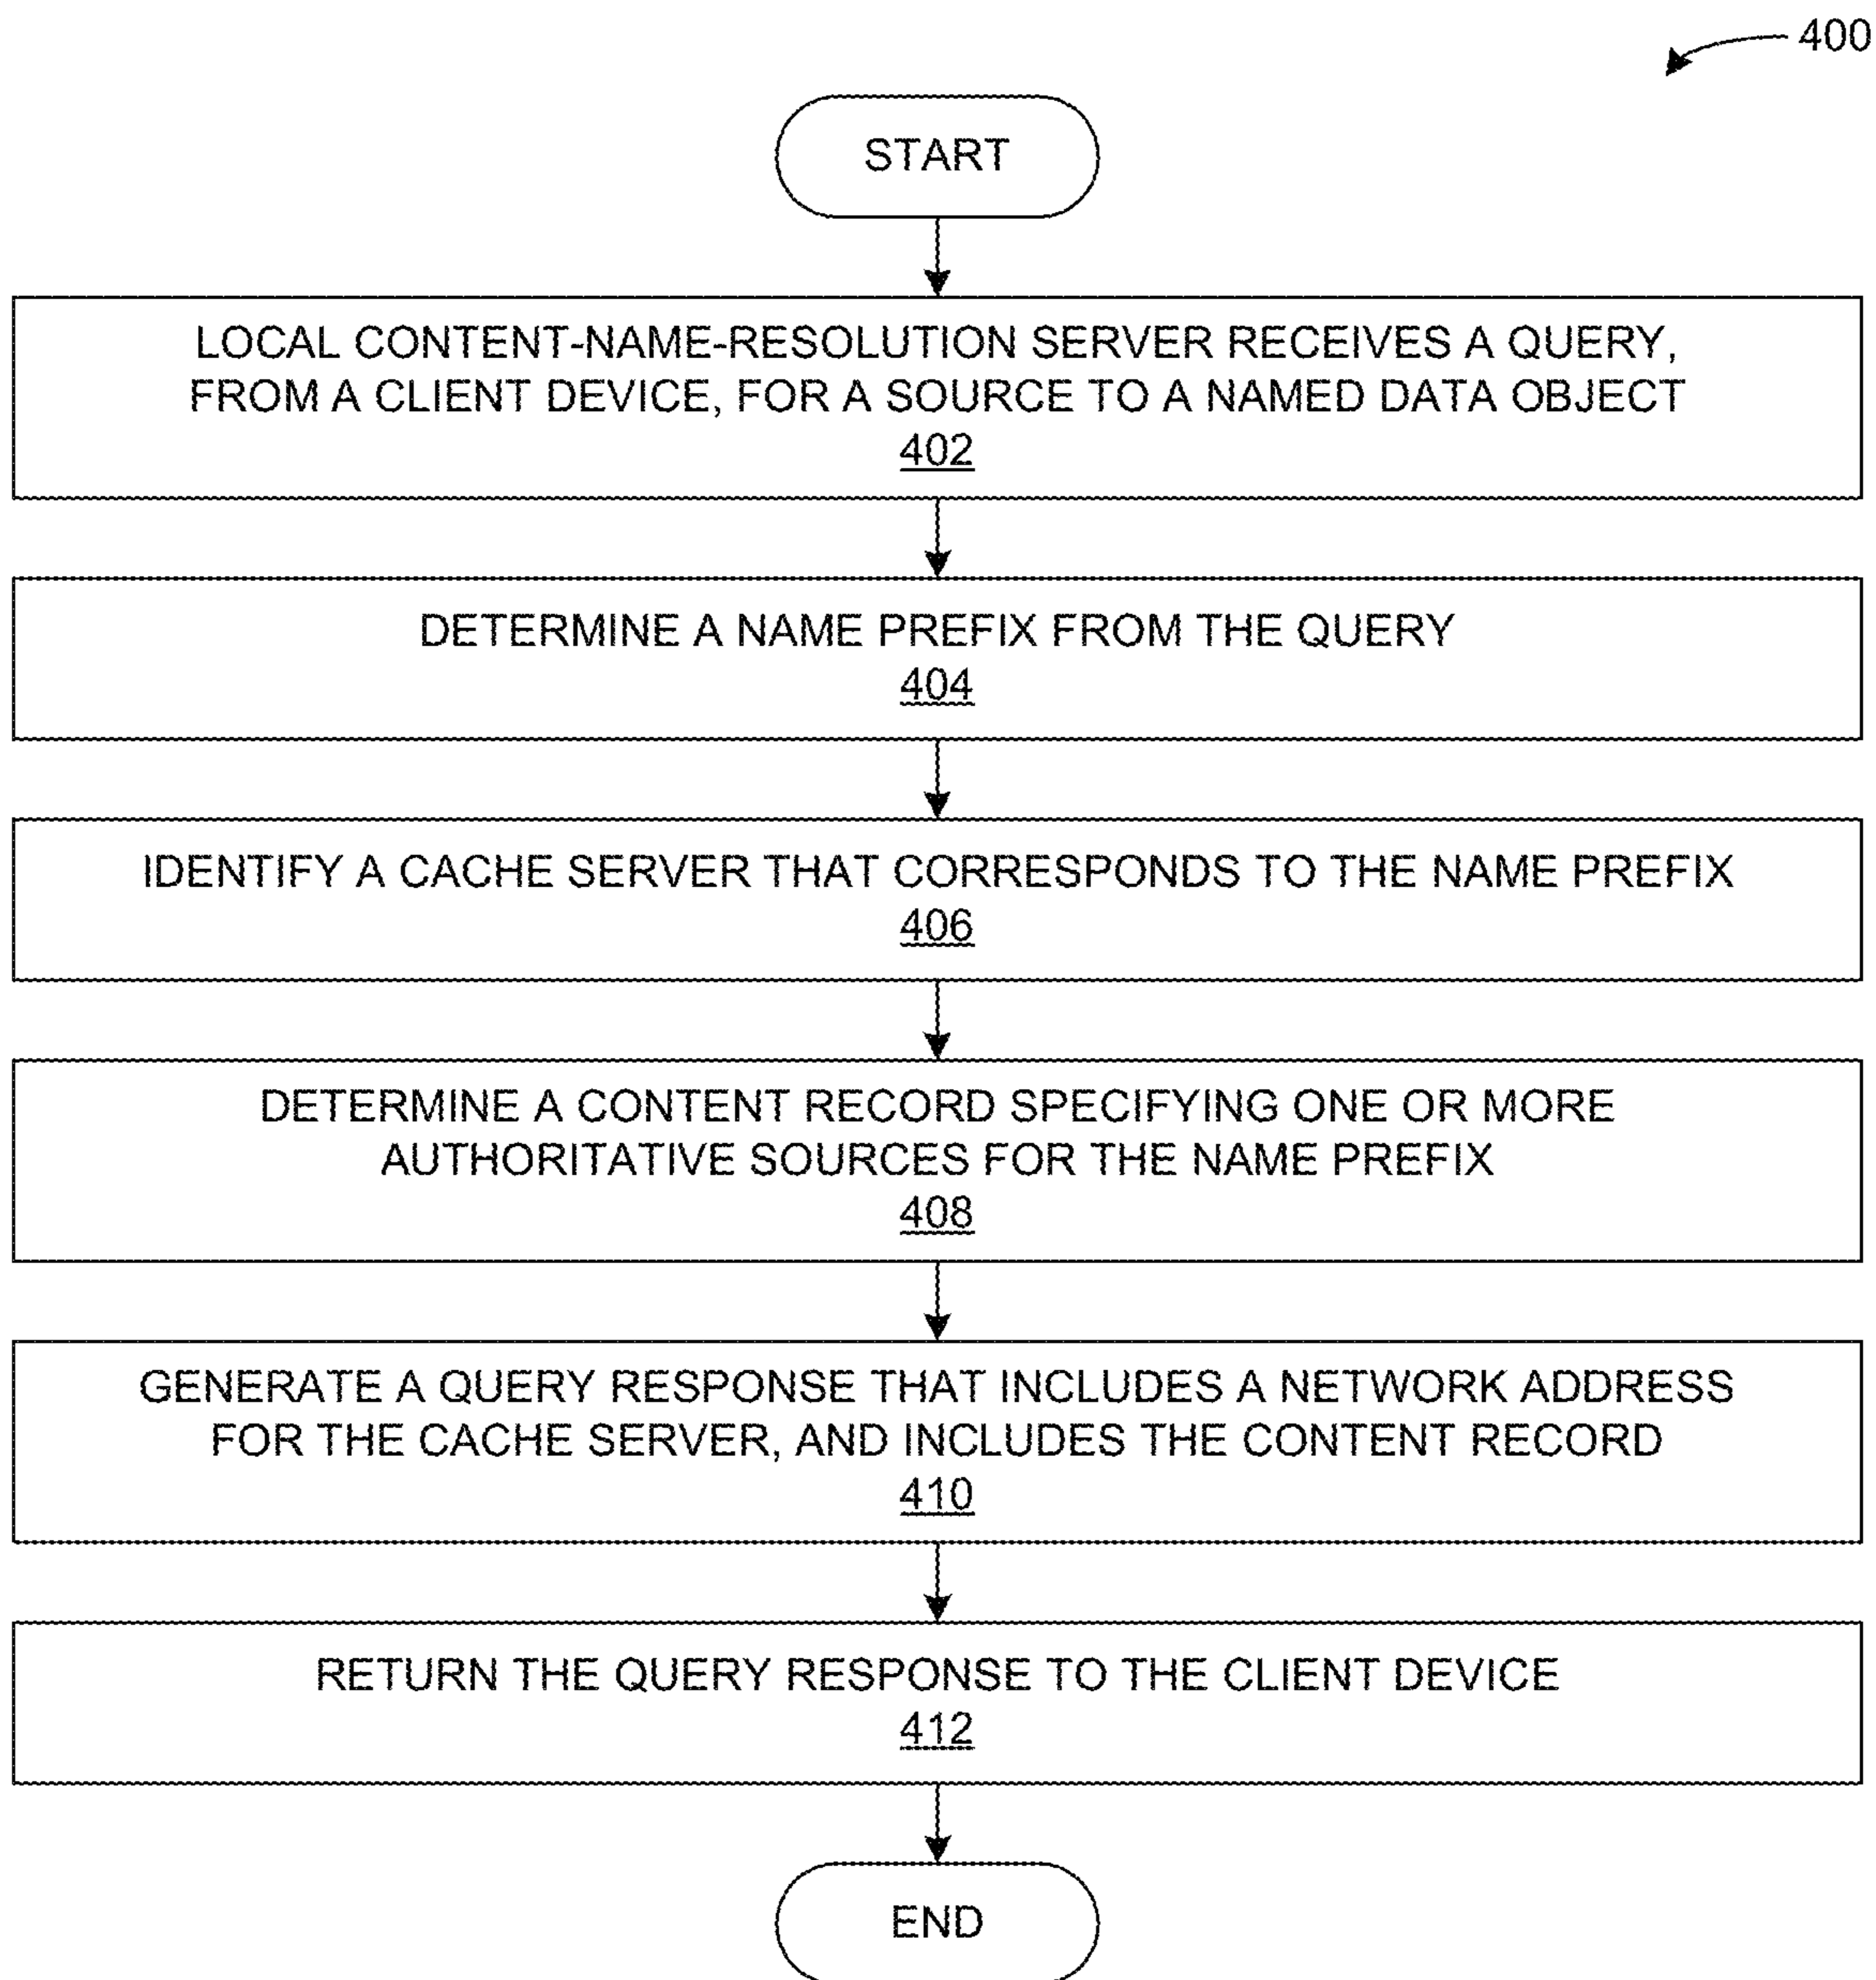 400
START
LOCAL CONTENT-NAME-RESOLUTION SERVER RECEIVES A QUERY,
FROM A CLIENT DEVICE, FOR A SOURCE TO A NAMED DATA OBJECT
402
DETERMINE A NAME PREFIX FROM THE QUERY
404
IDENTIFY A CACHE SERVER THAT CORRESPONDS TO THE NAME PREFIX
406
DETERMINE A CONTENT RECORD SPECIFYING ONE OR MORE
AUTHORITATIVE SOURCES FOR THE NAME PREFIX
408
GENERATE A QUERY RESPONSE THAT INCLUDES A NETWORK ADDRESS
FOR THE CACHE SERVER, AND INCLUDES THE CONTENT RECORD
410
RETURN THE QUERY RESPONSE TO THE CLIENT DEVICE
412
END